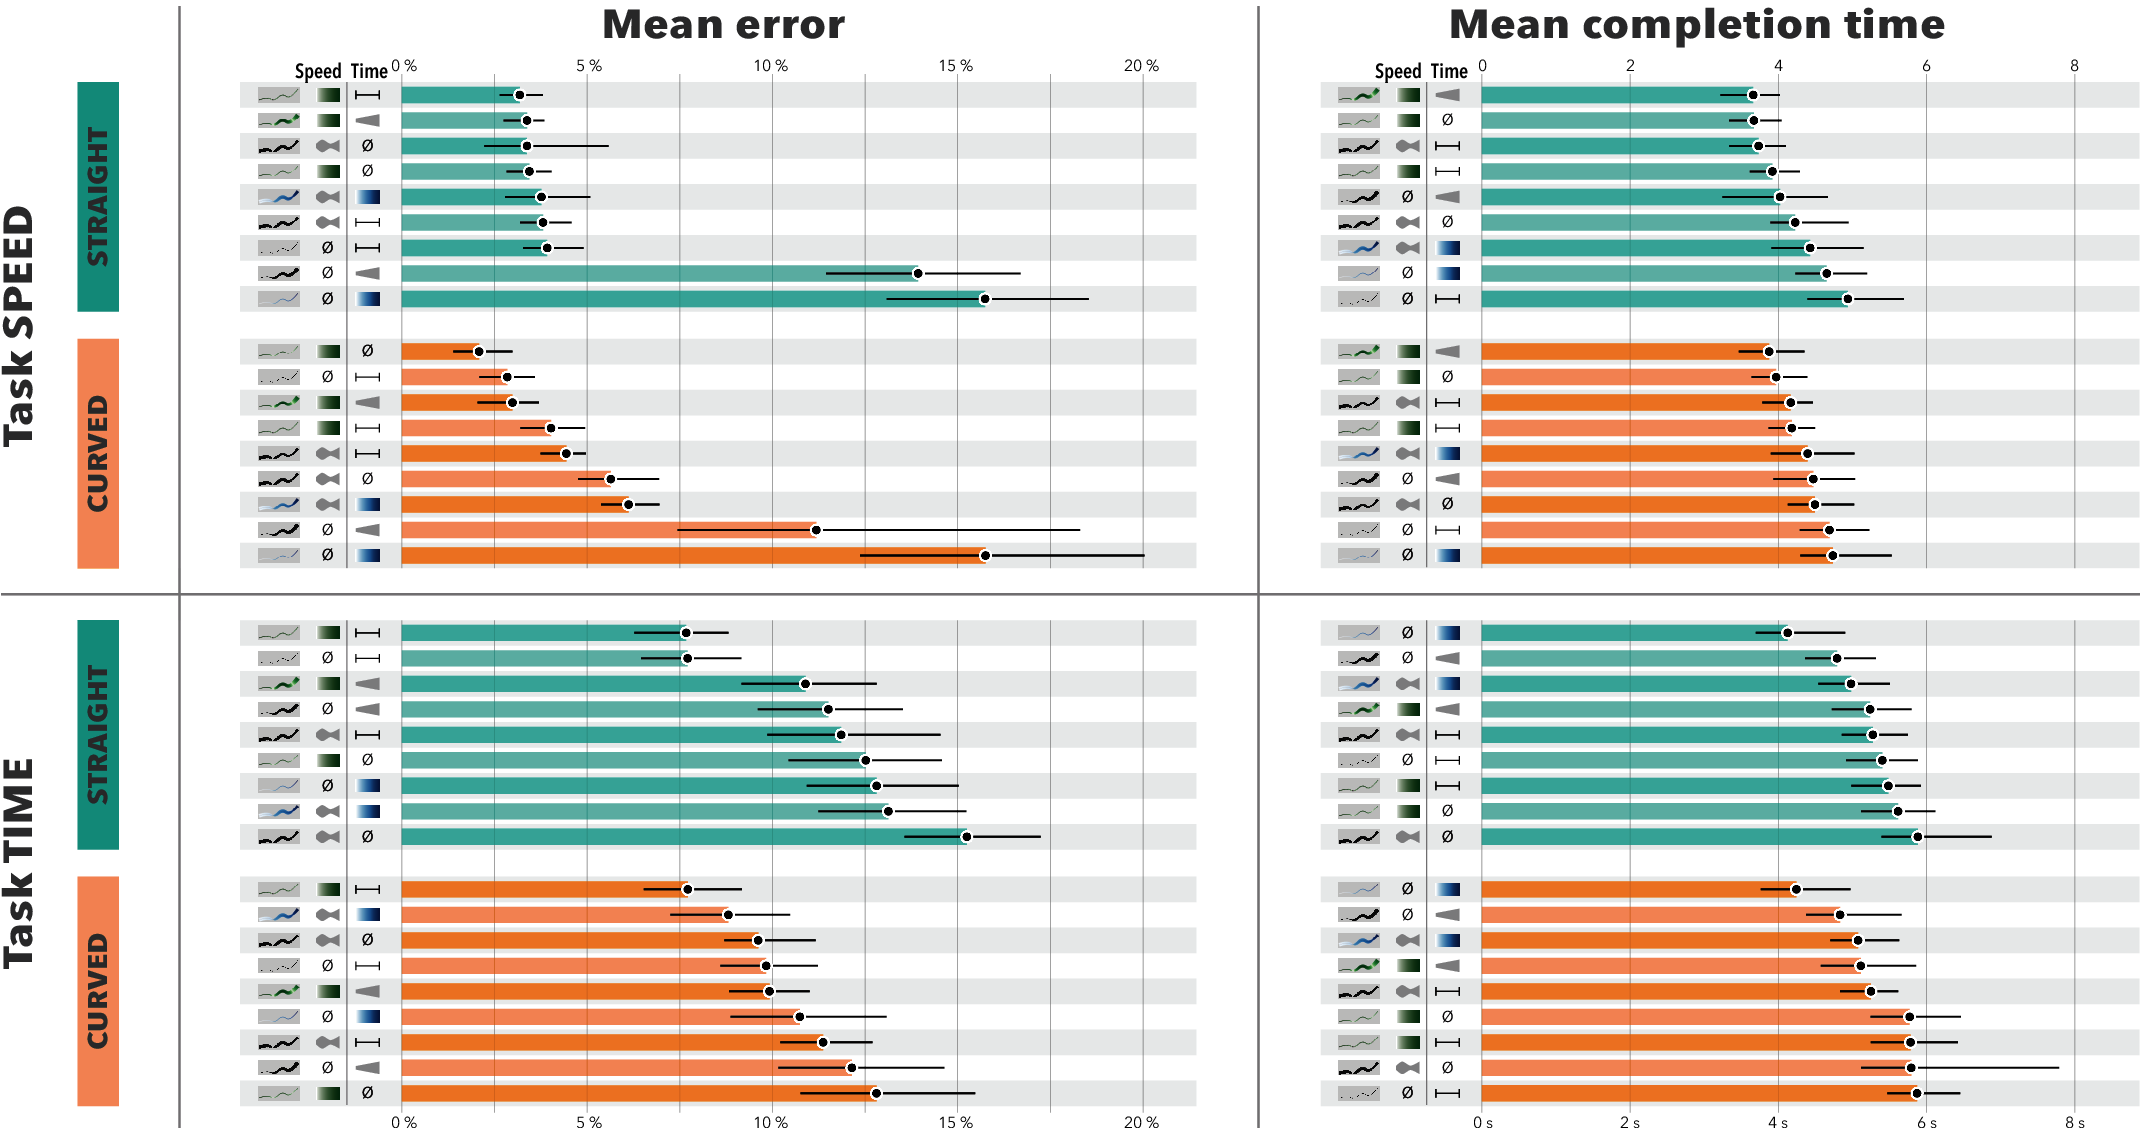 Mean error
Mean completion time
Speed Time 0 % 5 % 10 % 15 % 20 %
Speed Time 0 2 4 6 8
Task SPEED
STRAIGHT
Ø
Ø
Ø
Ø
Ø
Ø
Ø
Ø
Ø
Ø
CURVED
Ø
Ø
Ø
Ø
Ø
Ø
Ø
Ø
Ø
Ø
Task TIME
STRAIGHT
Ø
Ø
Ø
Ø
Ø
Ø
Ø
Ø
Ø
Ø
CURVED
Ø
Ø
Ø
Ø
Ø
Ø
Ø
Ø
Ø
Ø
0 % 5 % 10 % 15 % 20 %
0 s 2 s 4 s 6 s 8 s